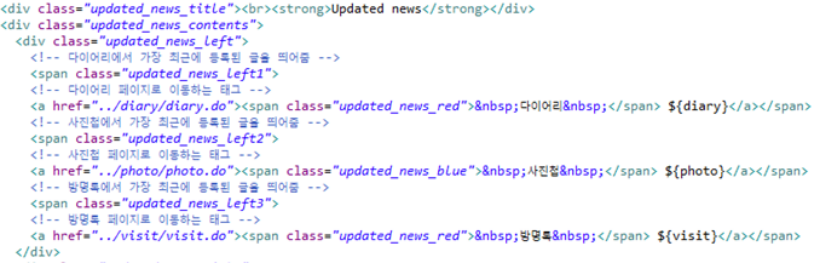 <div class="updated_news_title"><br><strong>Updated news</strong></div>
<div class="updated_news_contents">
<div class="updated_news_left">
<!-- 다이어리에서 가장 최근에 등록된 글을 띄어줌 -->
<span class="updated_news_left1">
<!-- 다이어리 페이지로 이동하는 태그 -->
<a href="../diary/diary.do"><span class="updated_news_red">&nbsp;다이어리&nbsp;</span> ${diary}</a></span>
<!-- 사진첩에서 가장 최근에 등록된 글을 띄어줌 -->
<span class="updated_news_left2">
<!-- 사진첩 페이지로 이동하는 태그 -->
<a href="../photo/photo.do"><span class="updated_news_blue">&nbsp;사진첩&nbsp;</span> ${photo}</a></span>
<!-- 방명록에서 가장 최근에 등록된 글을 띄어줌 -->
<span class="updated_news_left3">
<!-- 방명록 페이지로 이동하는 태그 -->
<a href="../visit/visit.do"><span class="updated_news_red">&nbsp;방명록&nbsp;</span> ${visit}</a></span>
</div>